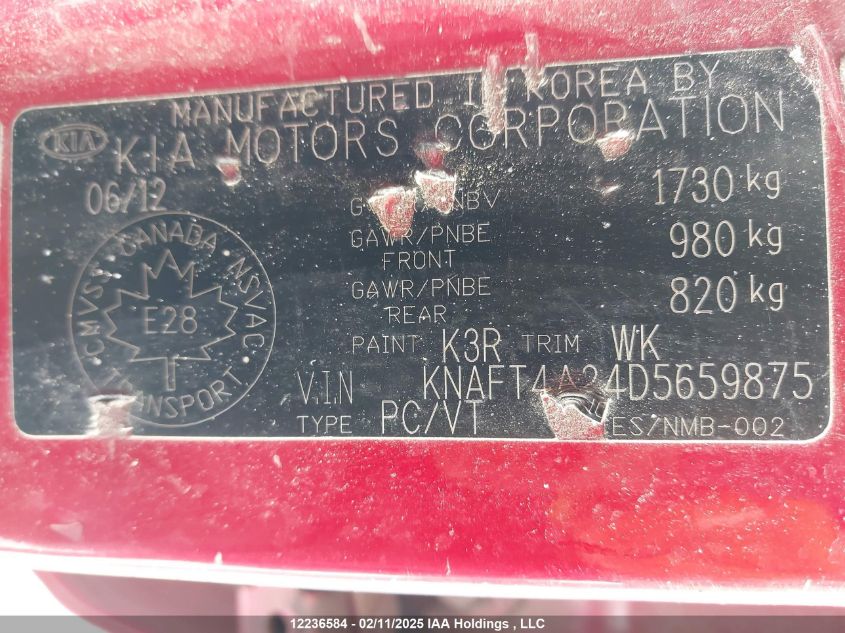 MANUFACTURED IN KOREA BY
KIA KIA MOTORS CORPORATION
06/12
1730 kg
GAWR/PNBE FRONT 980 kg
GAWR/PNBE REAR 820 kg
CMVSS CANADA NSVAC
E28
TRANSPORT
PAINT K3R TRIM WK
V.I.N KNAFT4A24D5659875
TYPE PC/VT ES/NMB-002
12236584 - 02/11/2025 IAA Holdings , LLC